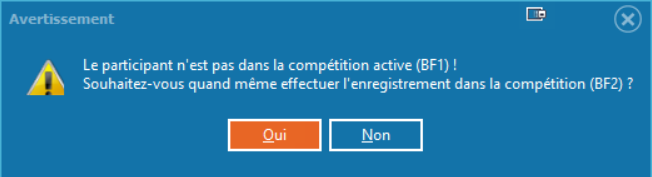 Avertissement
Le participant n'est pas dans la compétition active (BF1) !
Souhaitez-vous quand même effectuer l'enregistrement dans la compétition (BF2) ?
Oui
Non